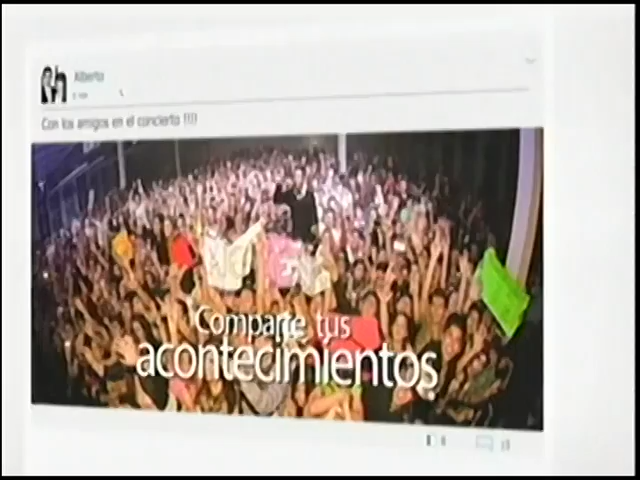 Alberto
Con los amigos en el concierto !!!!
Comparte tus
acontecimientos